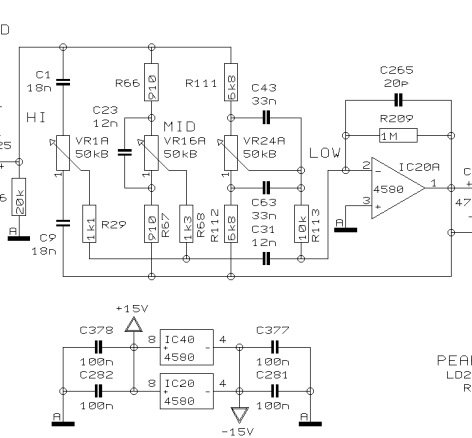 D
C1
18n
HI
VR1A
50kB
1
R66
910
C23
12n
MID
VR16A
50kB
1
R111
6k8
C43
33n
VR24A
50kB
1
LOW
C265
20p
R209
1M
IC20A
4580
2
-
3
+
1
A
25
+
6
20k
A
C9
18n
1k1
R29
910
R67
1k3
R68
R112
6k8
C63
33n
C31
12n
10k
R113
C
+
47
-
+15V
C378
100n
C282
100n
8
IC40
4
+
-
4580
8
IC20
4
+
-
4580
C377
100n
C281
100n
A
A
-15V
PEA
LD2
R